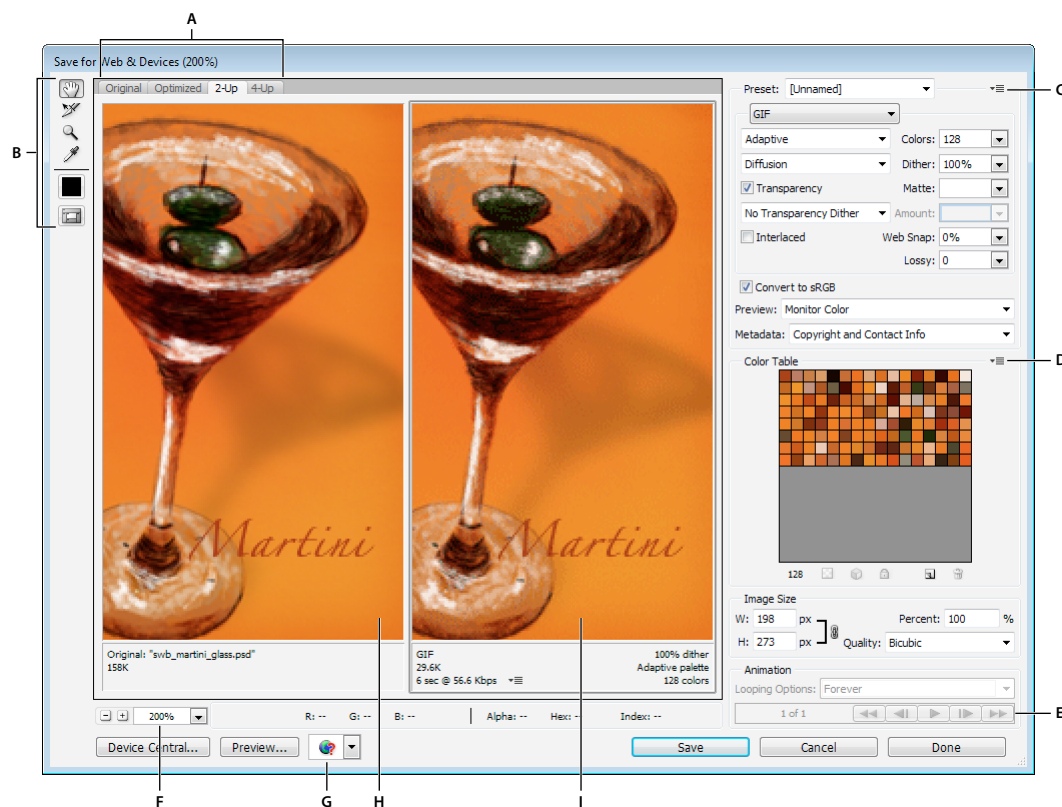 A
Save for Web & Devices (200%)
B
Original Optimized 2-Up 4-Up
Preset: [Unnamed]
C
GIF
Adaptive Colors: 128
Diffusion Dither: 100%
Transparency Matte:
No Transparency Dither Amount:
Interlaced Web Snap: 0%
Lossy: 0
Convert to sRGB
Preview: Monitor Color
Metadata: Copyright and Contact Info
Color Table
D
128
Martini
Martini
Image Size
W: 198 px Percent: 100 %
H: 273 px Quality: Bicubic
Original: "swb_martini_glass.psd"
158K
GIF 100% dither
29.6K Adaptive palette
6 sec @ 56.6 Kbps 128 colors
Animation
Looping Options: Forever
1 of 1
E
200% R: -- G: -- B: -- Alpha: -- Hex: -- Index: --
Device Central... Preview... Save Cancel Done
F G H I